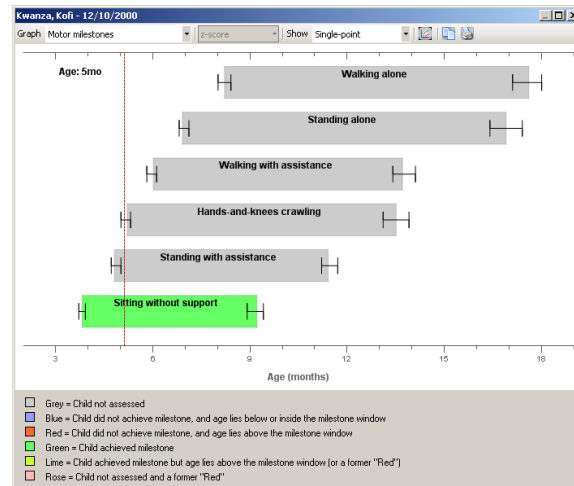 Kwanza, Kofi - 12/10/2000
Graph Motor milestones z-score Show Single-point
Age: 5mo
Walking alone
Standing alone
Walking with assistance
Hands-and-knees crawling
Standing with assistance
Sitting without support
3 6 9 12 15 18
Age (months)
Grey = Child not assessed
Blue = Child did not achieve milestone, and age lies below or inside the milestone window
Red = Child did not achieve milestone, and age lies above the milestone window
Green = Child achieved milestone
Lime = Child achieved milestone but age lies above the milestone window (or a former "Red")
Rose = Child not assessed and a former "Red"